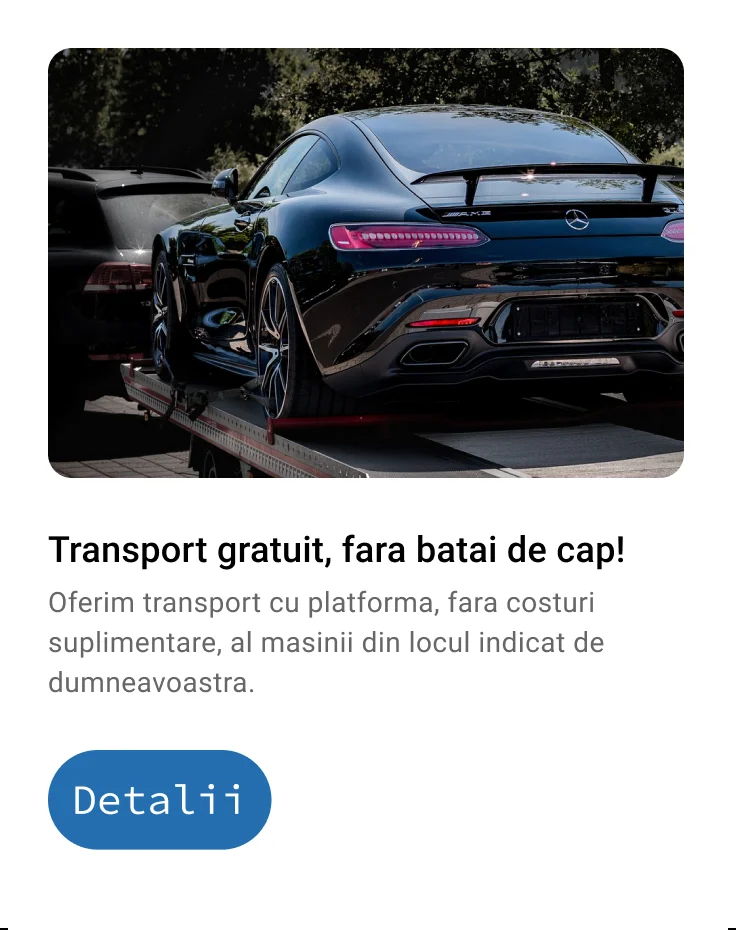 AMG
Transport gratuit, fara batai de cap!
Oferim transport cu platforma, fara costuri
suplimentare, al masinii din locul indicat de
dumneavoastra.
Detalii